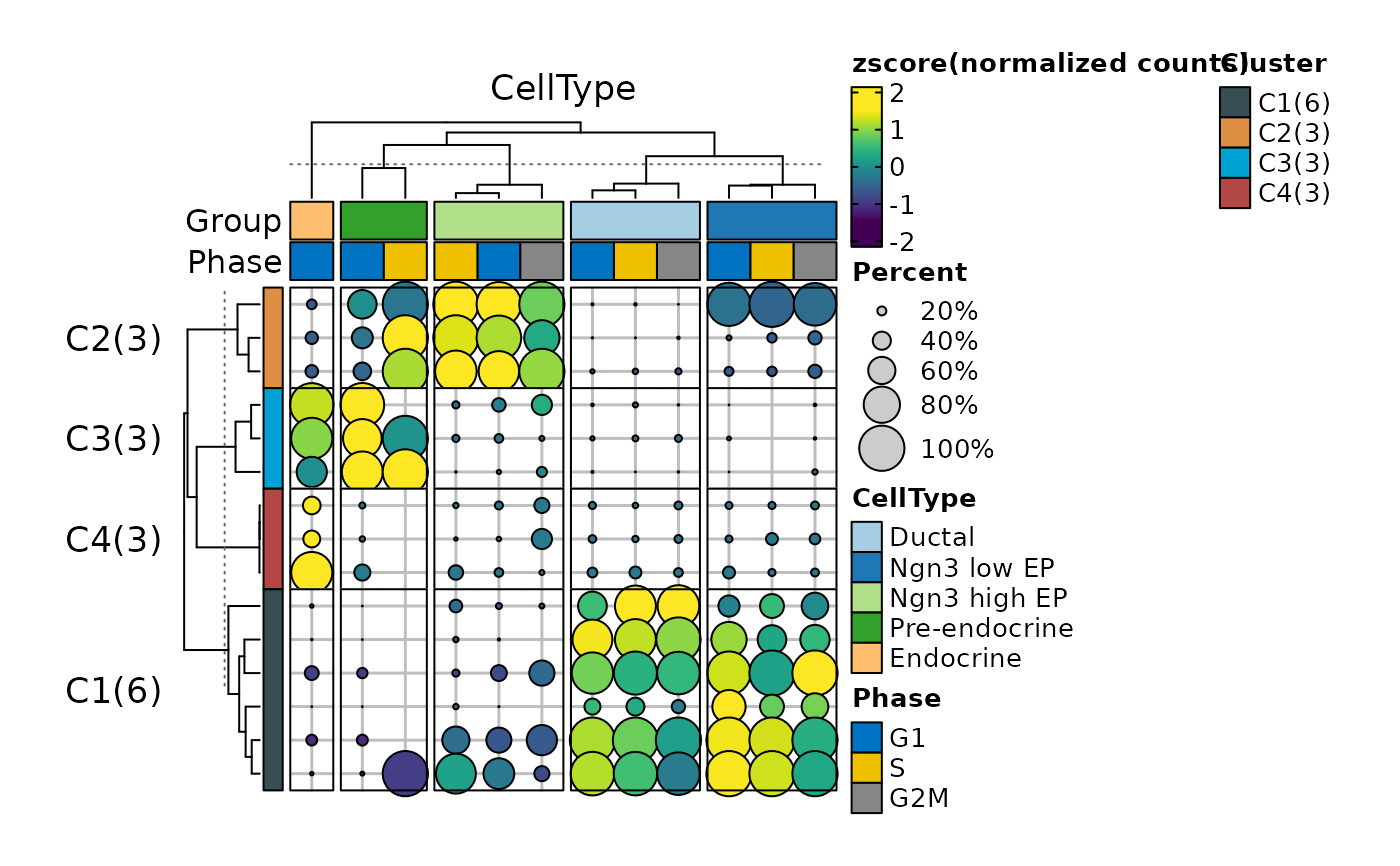 CellType
Group
Phase
C2(3)
C3(3)
C4(3)
C1(6)
zscore(normalized counts)
2
1
0
-1
-2
Percent
20%
40%
60%
80%
100%
CellType
Ductal
Ngn3 low EP
Ngn3 high EP
Pre-endocrine
Endocrine
Phase
G1
S
G2M
Cluster
C1(6)
C2(3)
C3(3)
C4(3)